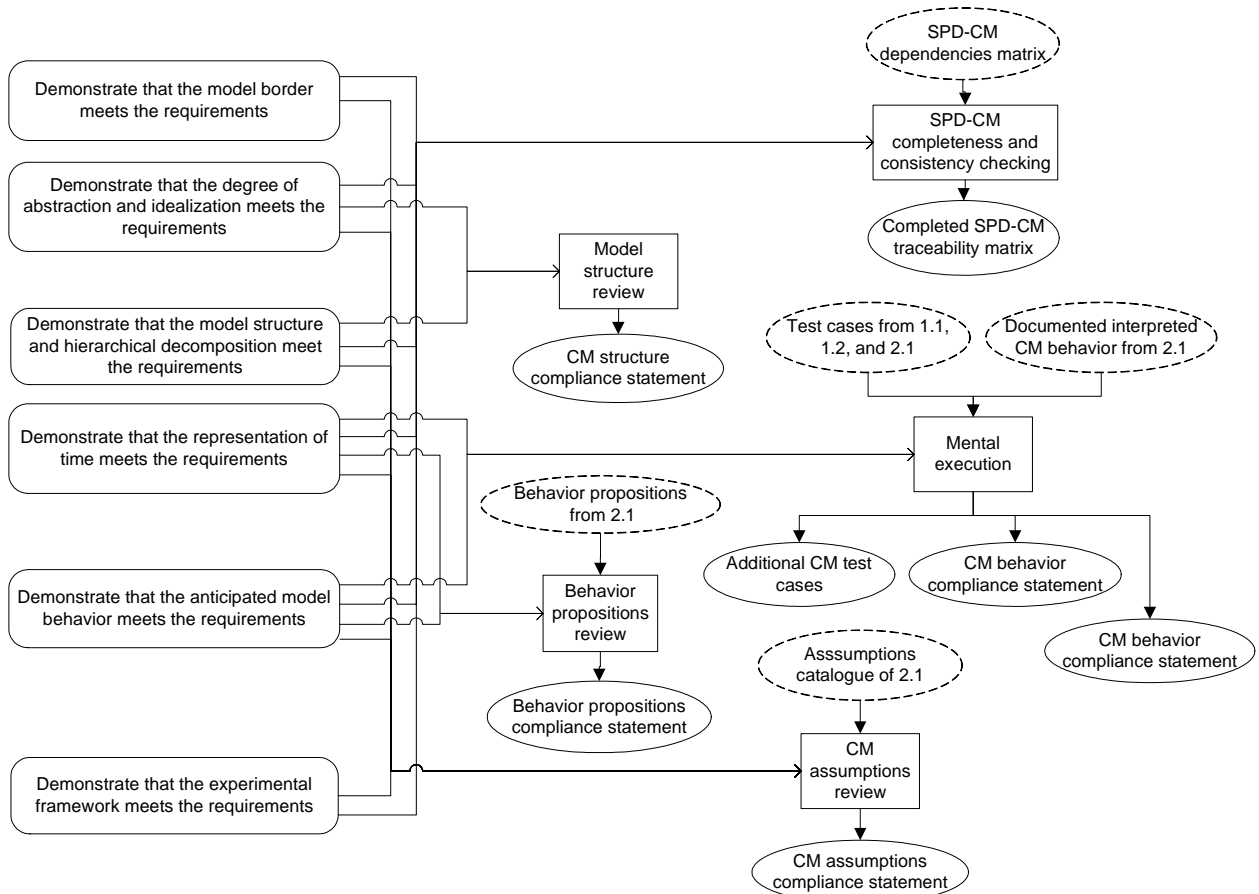 SPD-CM
dependencies matrix
Demonstrate that the model border
meets the requirements
SPD-CM
completeness and
consistency checking
Demonstrate that the degree of
abstraction and idealization meets the
requirements
Completed SPD-CM
traceability matrix
Model
structure
review
Demonstrate that the model structure
and hierarchical decomposition meet
the requirements
CM structure
compliance statement
Test cases from 1.1,
1.2, and 2.1
Documented interpreted
CM behavior from 2.1
Demonstrate that the representation of
time meets the requirements
Mental
execution
Behavior propositions
from 2.1
Additional CM test
cases
CM behavior
compliance statement
Demonstrate that the anticipated model
behavior meets the requirements
Behavior
propositions
review
CM behavior
compliance statement
Asssumptions
catalogue of 2.1
Behavior propositions
compliance statement
CM
assumptions
review
Demonstrate that the experimental
framework meets the requirements
CM assumptions
compliance statement